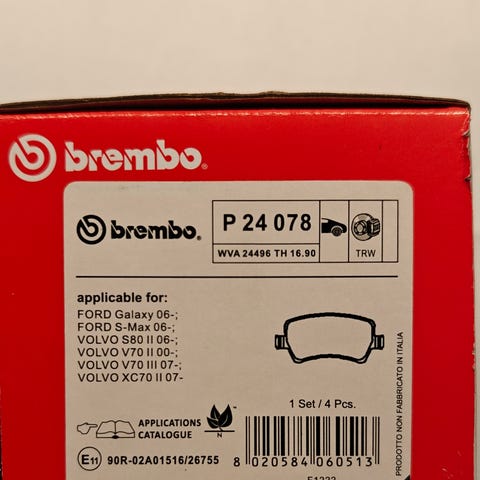 brembo
brembo
P 24 078
WVA 24496 TH 16.90
TRW
applicable for:
FORD Galaxy 06-;
FORD S-Max 06-;
VOLVO S80 II 06-;
VOLVO V70 II 00-;
VOLVO V70 III 07-;
VOLVO XC70 II 07-
1 Set / 4 Pcs.
PRODOTTO NON FABBRICATO IN ITALIA
APPLICATIONS
CATALOGUE
N
E11 90R-02A01516/26755
8 020584 060513